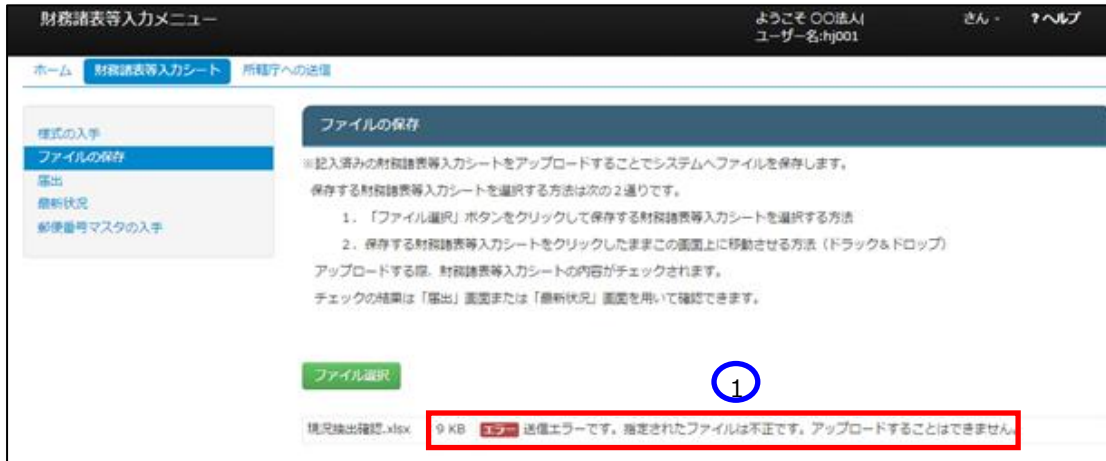 財務諸表等入力メニュー
ようこそ 〇〇法人| さん - ?ヘルプ
ユーザー名:hj001
ホーム 財務諸表等入力シート 所轄庁への送信
様式の入手
ファイルの保存
届出
最新状況
郵便番号マスタの入手
ファイルの保存
※記入済みの財務諸表等入力シートをアップロードすることでシステムへファイルを保存します。
保存する財務諸表等入力シートを選択する方法は次の2通りです。
1.「ファイル選択」ボタンをクリックして保存する財務諸表等入力シートを選択する方法
2.保存する財務諸表等入力シートをクリックしたままこの画面上に移動させる方法(ドラック&ドロップ)
アップロードする際、財務諸表等入力シートの内容がチェックされます。
チェックの結果は「届出」画面または「最新状況」画面を用いて確認できます。
ファイル選択
1
現況抽出確認.xlsx 9 KB エラー 送信エラーです。指定されたファイルは不正です。アップロードすることはできません。